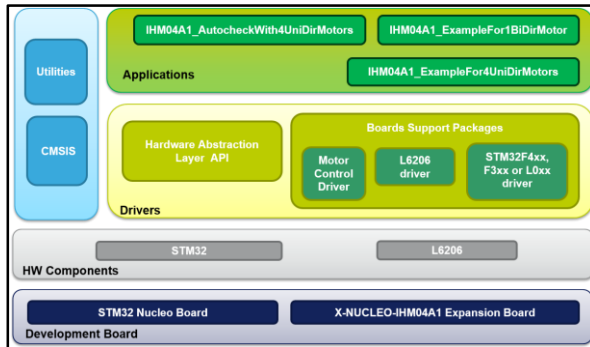 IHM04A1_AutocheckWith4UniDirMotors
IHM04A1_ExampleFor1BiDirMotor
Utilities
IHM04A1_ExampleFor4UniDirMotors
Applications
Boards Support Packages
CMSIS
Hardware Abstraction
Layer API
Motor
Control
Driver
L6206
driver
STM32F4xx,
F3xx or L0xx
driver
Drivers
STM32
L6206
HW Components
STM32 Nucleo Board
X-NUCLEO-IHM04A1 Expansion Board
Development Board